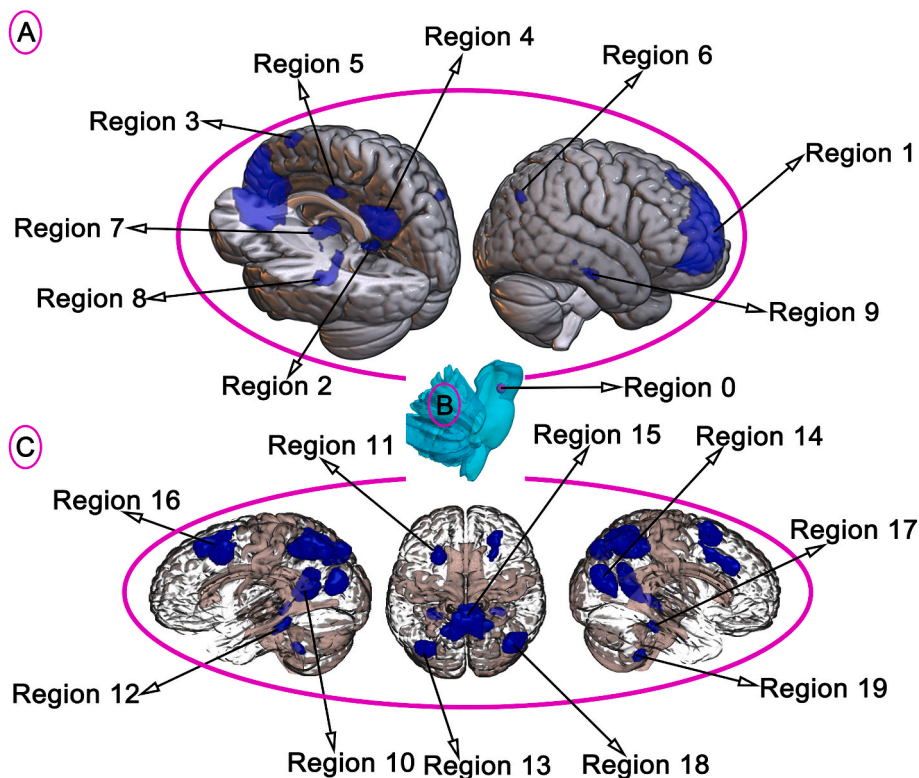 A
Region 4
Region 6
Region 5
Region 3
Region 1
Region 7
Region 8
Region 9
Region 2
Region 0
B
C
Region 11
Region 15
Region 14
Region 16
Region 17
Region 12
Region 19
Region 10
Region 13
Region 18